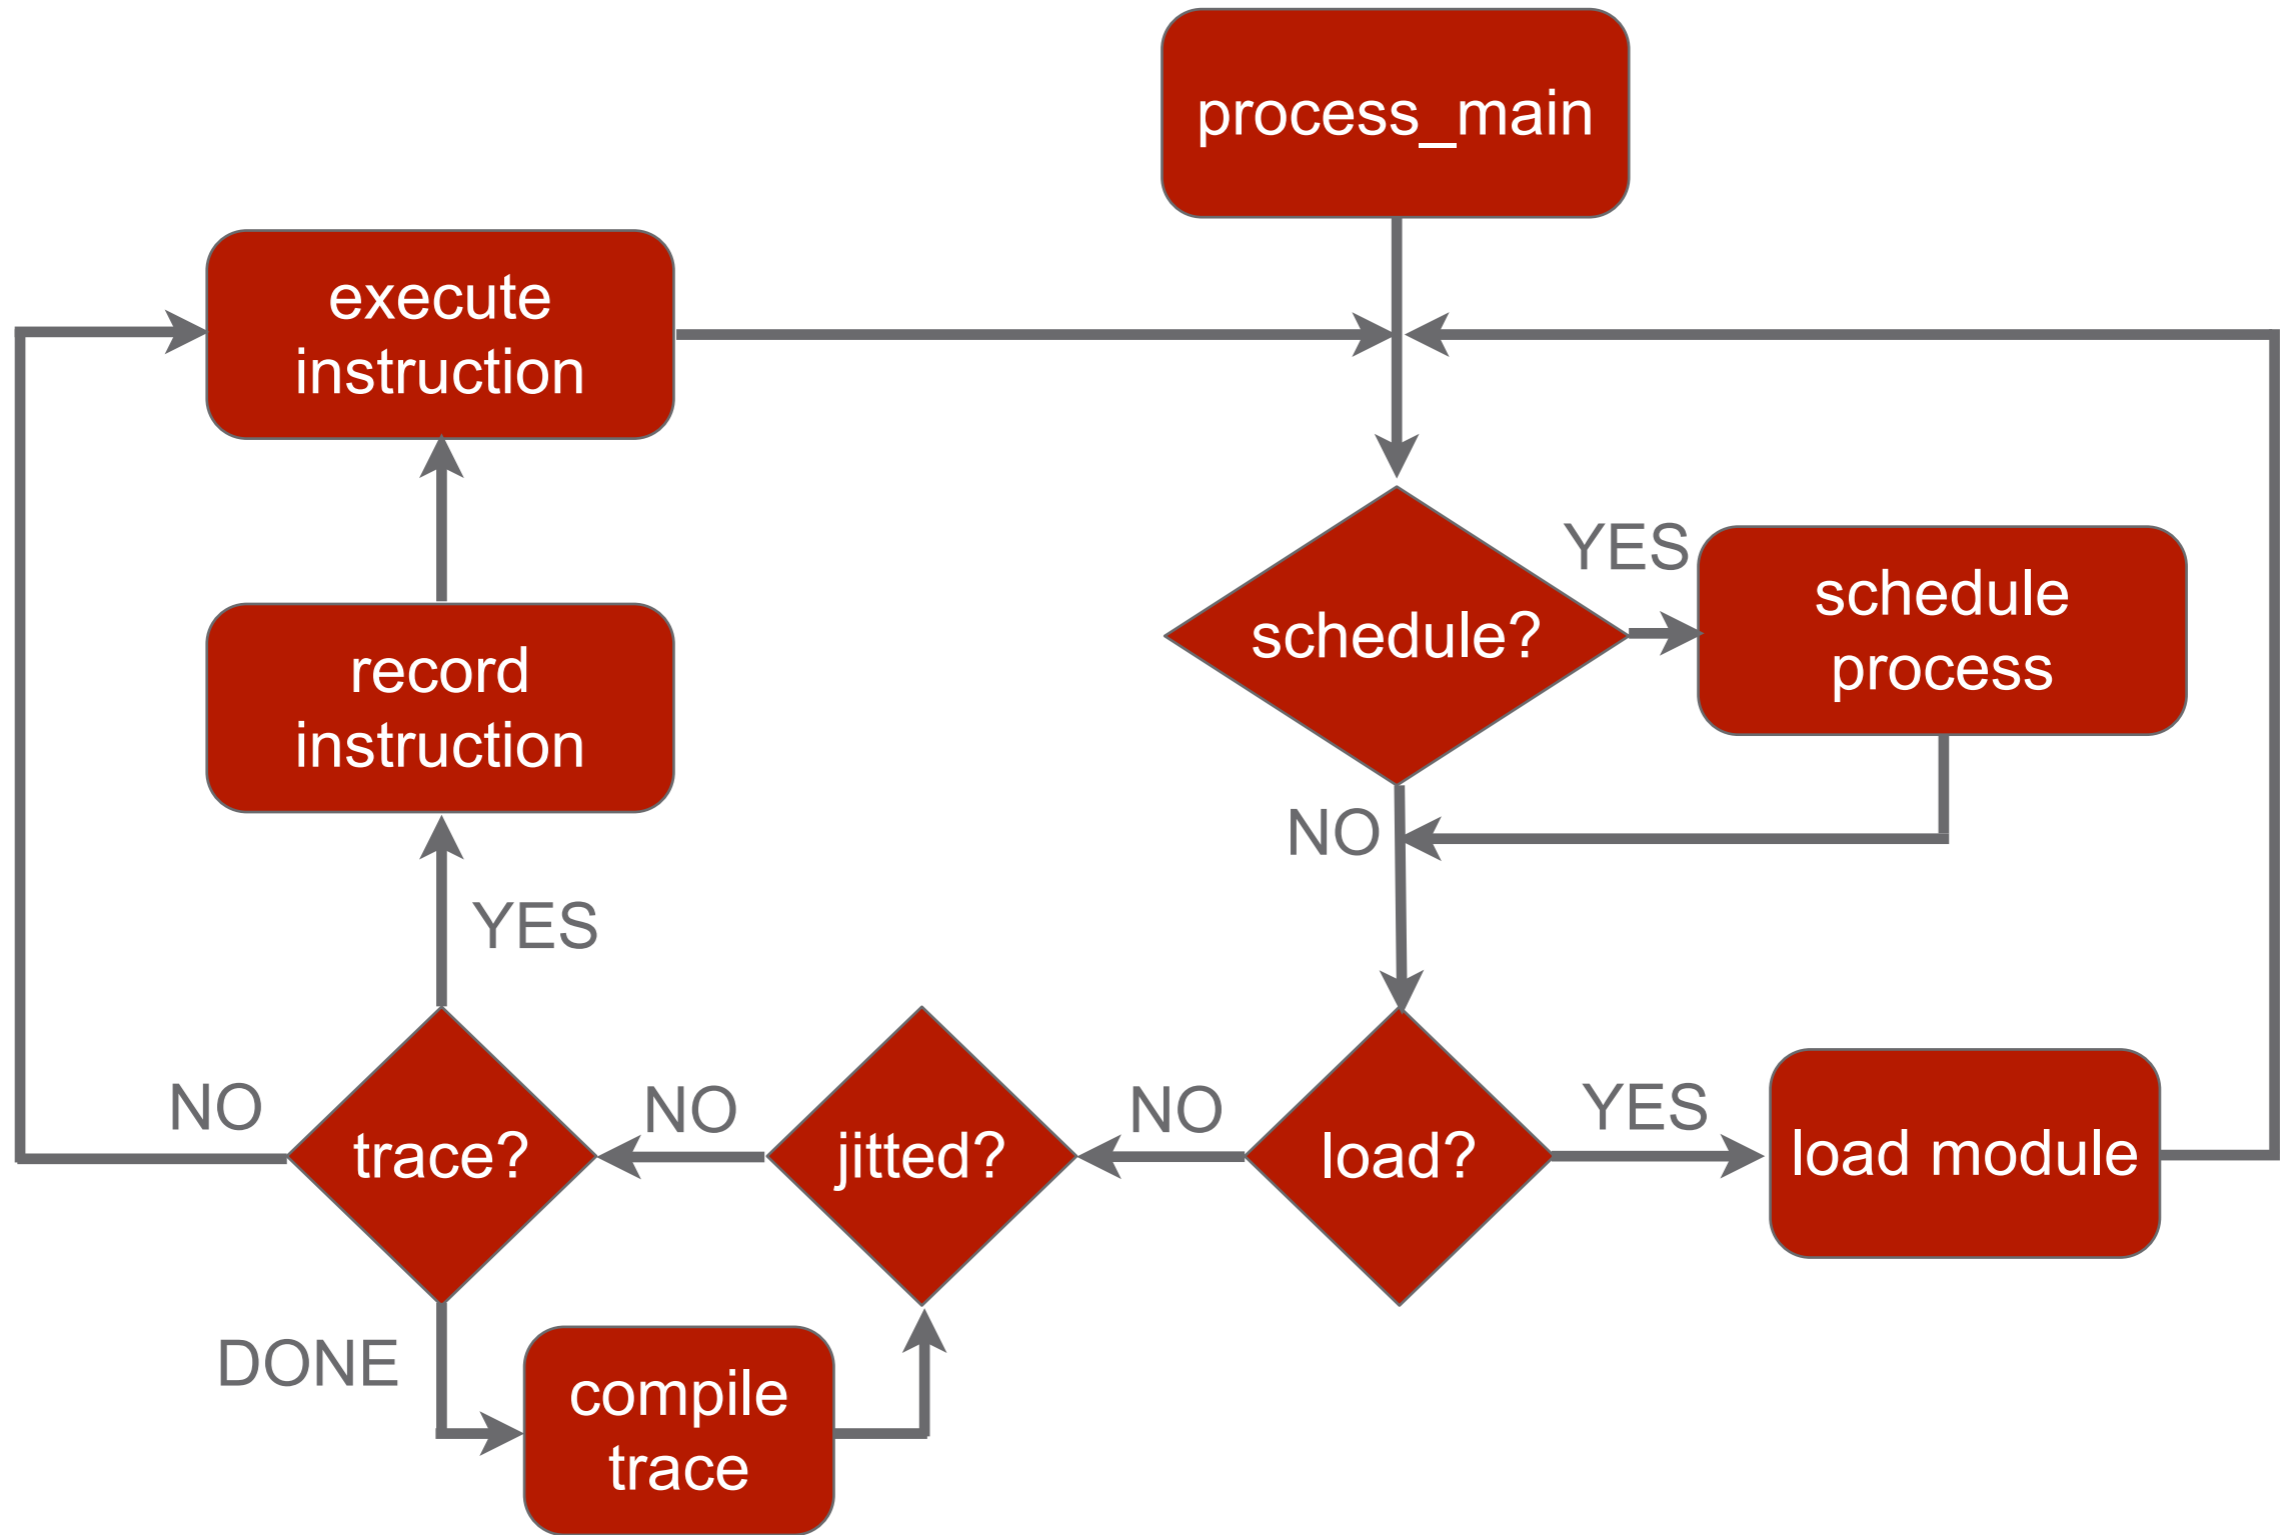 process_main
execute
instruction
YES
schedule?
schedule
process
record
instruction
NO
YES
NO
trace?
NO
jitted?
NO
load?
YES
load module
DONE
compile
trace